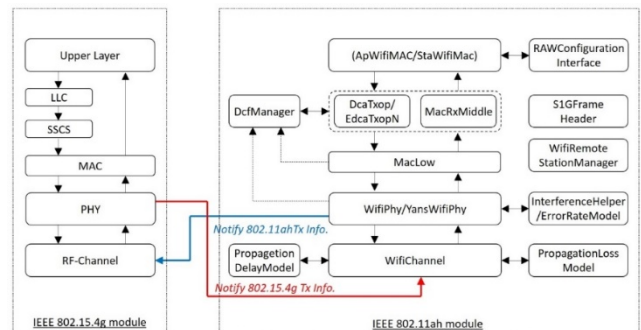 Upper Layer
LLC
SSCS
MAC
PHY
RF-Channel
IEEE 802.15.4g module
Notify 802.11ahTx Info.
Notify 802.15.4g Tx Info.
(ApWifiMAC/StaWifiMac)
RAWConfiguration
Interface
DcfManager
DcaTxop/
EdcaTxopN
MacRxMiddle
S1GFrame
Header
MacLow
WifiRemote
StationManager
WifiPhy/YansWifiPhy
InterferenceHelper
/ErrorRateModel
Propagetion
DelayModel
WifiChannel
PropagationLoss
Model
IEEE 802.11ah module